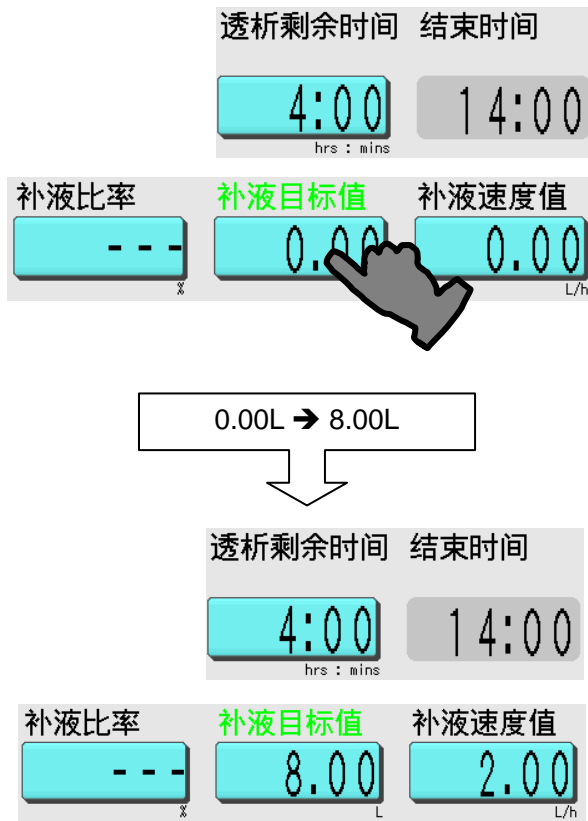 透析剩余时间 结束时间
4:00 14:00
hrs : mins
补液比率 补液目标值 补液速度值
--- 0.00 0.00
% L/h
0.00L ➔ 8.00L
透析剩余时间 结束时间
4:00 14:00
hrs : mins
补液比率 补液目标值 补液速度值
--- 8.00 2.00
% L L/h